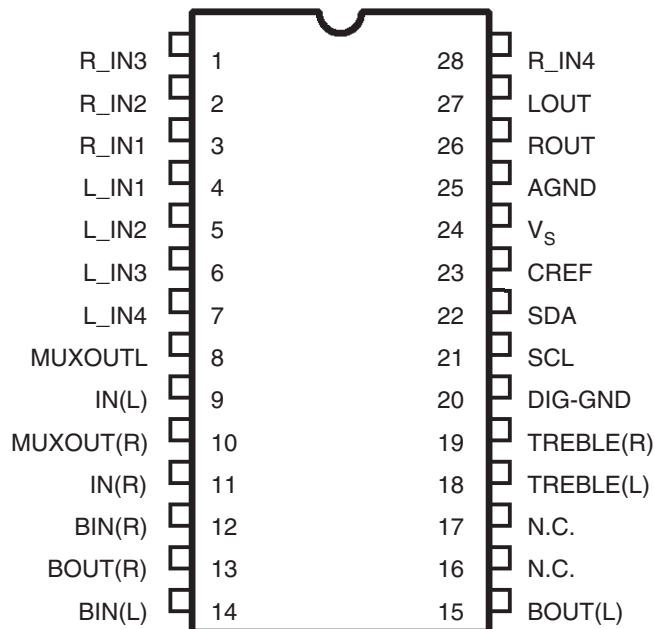 R_IN3 1 28 R_IN4
R_IN2 2 27 LOUT
R_IN1 3 26 ROUT
L_IN1 4 25 AGND
L_IN2 5 24 VS
L_IN3 6 23 CREF
L_IN4 7 22 SDA
MUXOUTL 8 21 SCL
IN(L) 9 20 DIG-GND
MUXOUT(R) 10 19 TREBLE(R)
IN(R) 11 18 TREBLE(L)
BIN(R) 12 17 N.C.
BOUT(R) 13 16 N.C.
BIN(L) 14 15 BOUT(L)